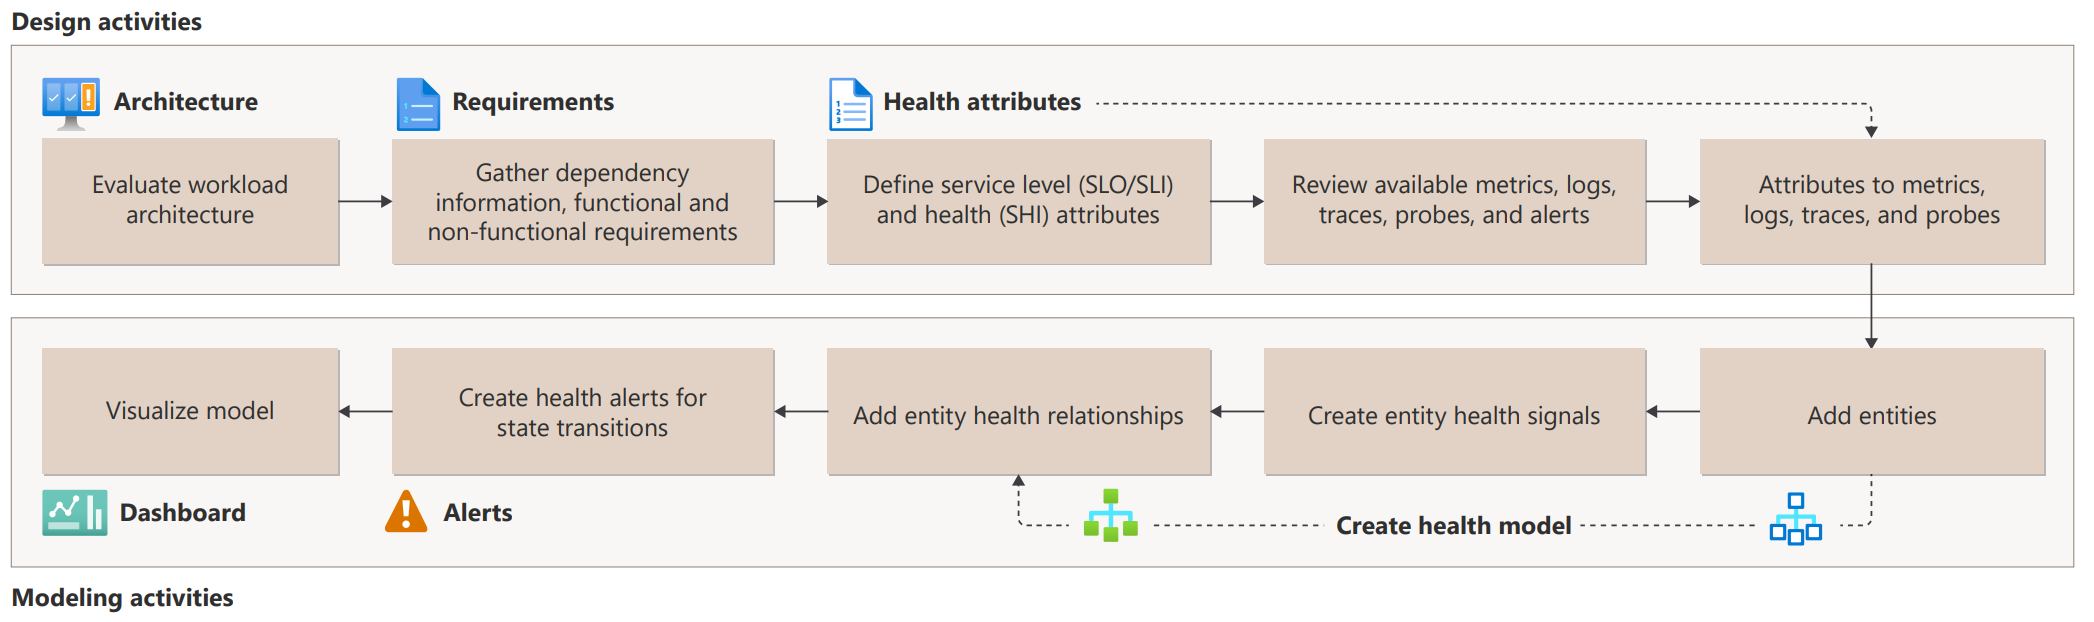 Design activities
Architecture
Requirements
Health attributes
Evaluate workload
architecture
Gather dependency
information, functional and
non-functional requirements
Define service level (SLO/SLI)
and health (SHI) attributes
Review available metrics, logs,
traces, probes, and alerts
Attributes to metrics,
logs, traces, and probes
Visualize model
Create health alerts for
state transitions
Add entity health relationships
Create entity health signals
Add entities
Dashboard
Alerts
Create health model
Modeling activities